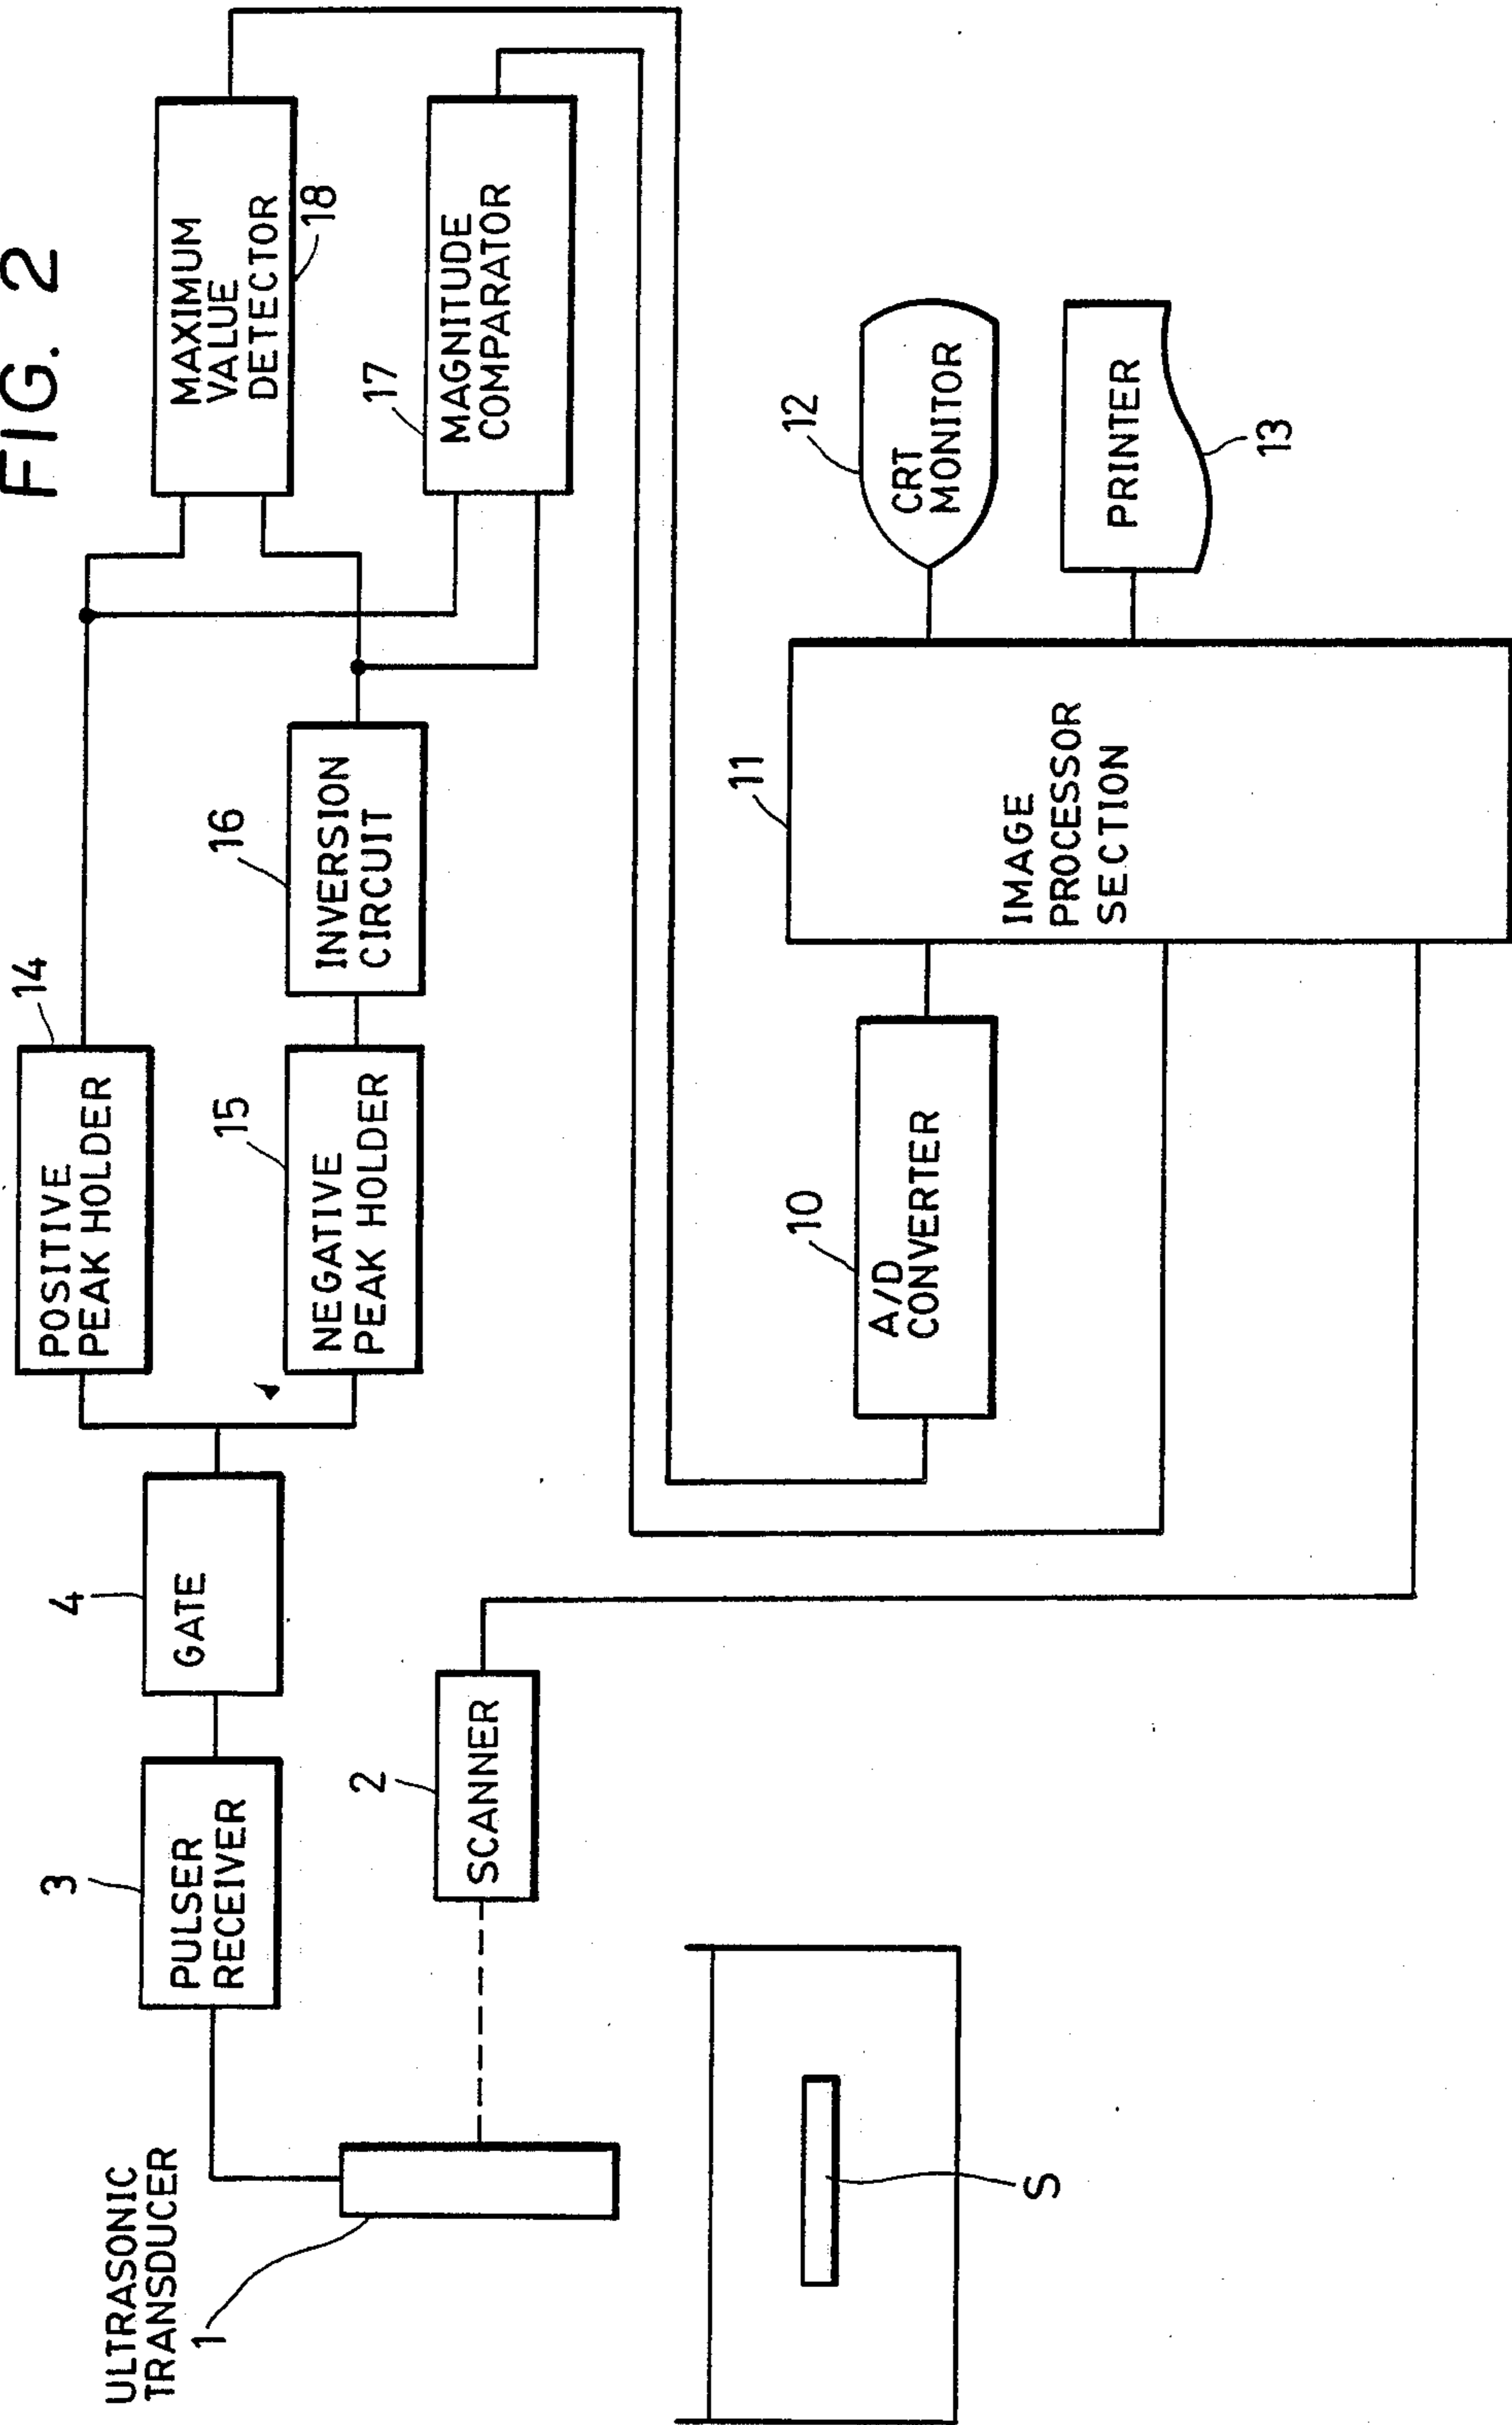 FIG. 2
ULTRASONIC
TRANSDUCER
1
3
PULSER
RECEIVER
4
GATE
14
POSITIVE
PEAK HOLDER
15
NEGATIVE
PEAK HOLDER
16
INVERSION
CIRCUIT
MAXIMUM
VALUE
DETECTOR
18
17
MAGNITUDE
COMPARATOR
2
SCANNER
S
10
A/D
CONVERTER
11
IMAGE
PROCESSOR
SECTION
12
CRT
MONITOR
PRINTER
13